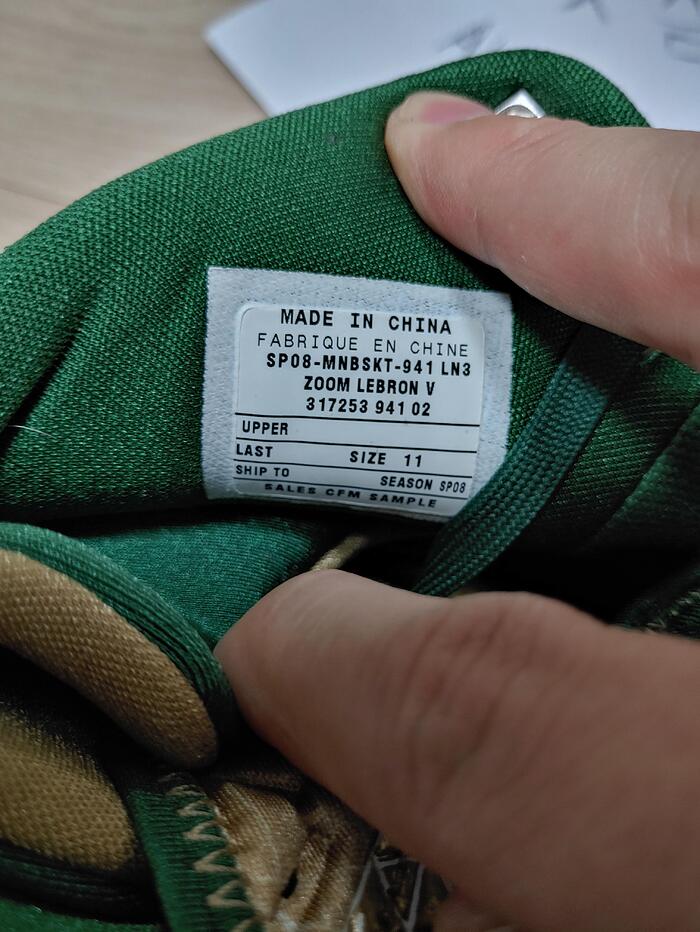 MADE IN CHINA
FABRIQUE EN CHINE
SP08-MNBSKT-941 LN3
ZOOM LEBRON V
317253 941 02
UPPER
LAST SIZE 11
SHIP TO SEASON SP08
SALES CFM SAMPLE